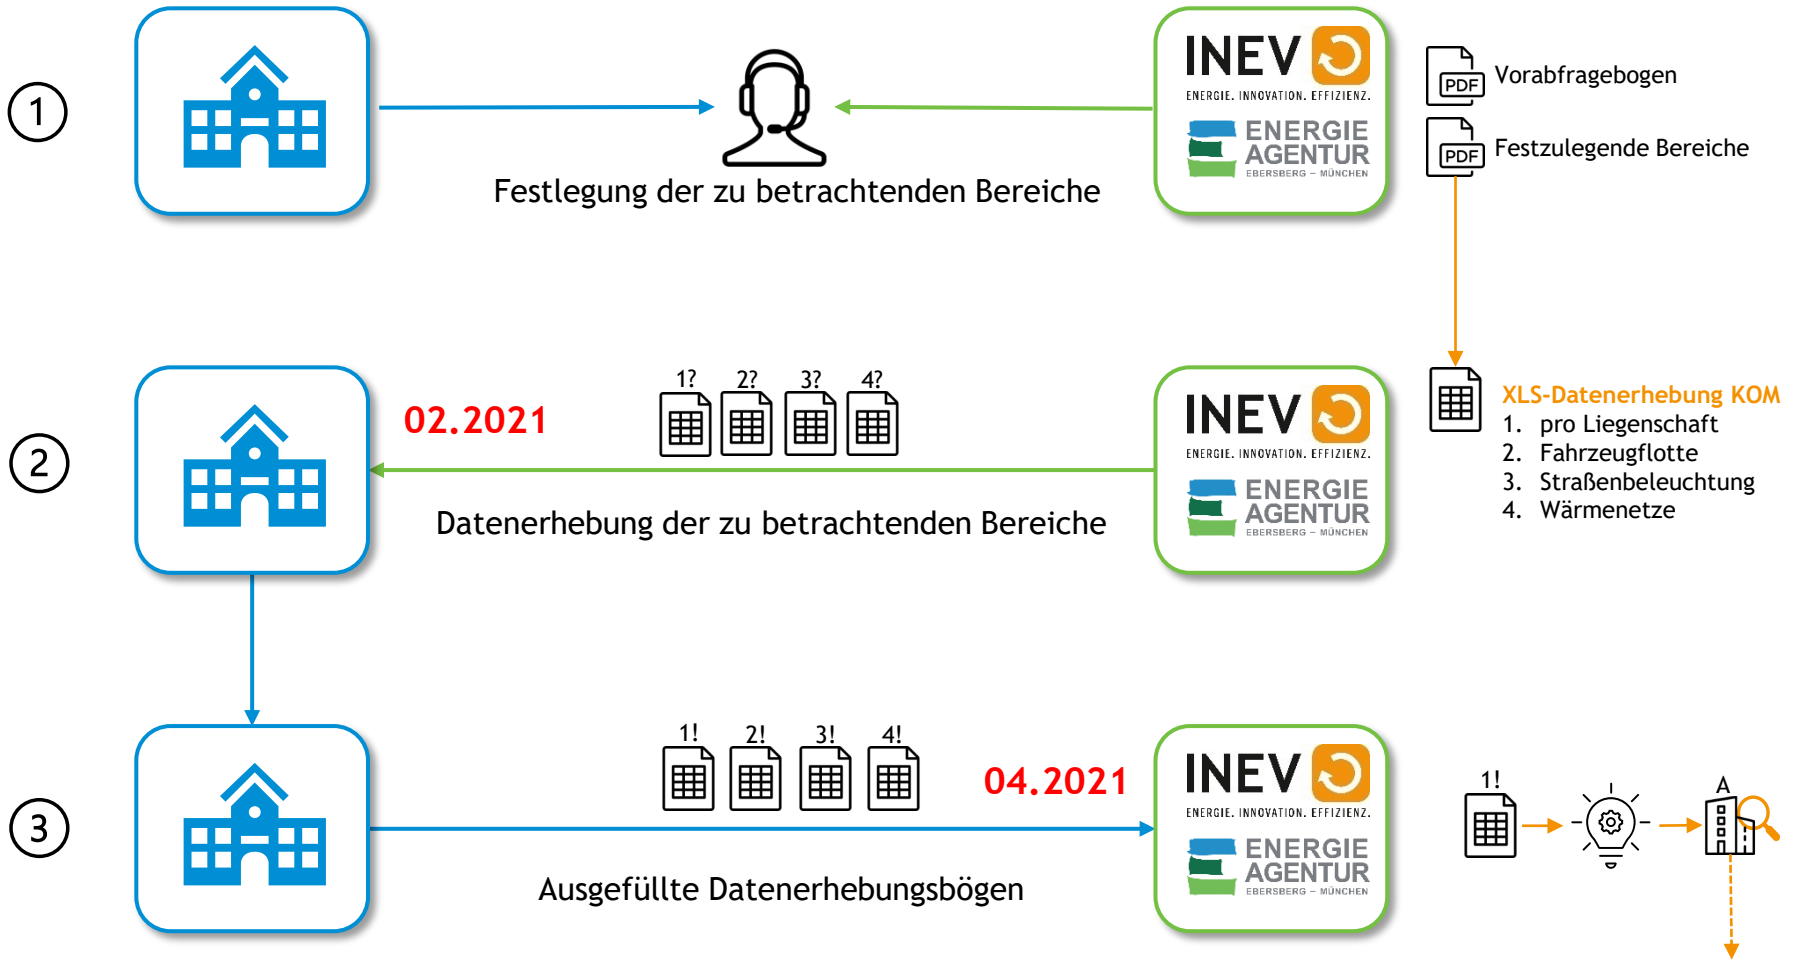 1
INEV
ENERGIE. INNOVATION. EFFIZIENZ.
ENERGIE
AGENTUR
EBERSBERG – MÜNCHEN
PDF
Vorabfragebogen
PDF
Festzulegende Bereiche
Festlegung der zu betrachtenden Bereiche
2
02.2021
1? 2? 3? 4?
Datenerhebung der zu betrachtenden Bereiche
INEV
ENERGIE. INNOVATION. EFFIZIENZ.
ENERGIE
AGENTUR
EBERSBERG – MÜNCHEN
XLS-Datenerhebung KOM
1. pro Liegenschaft
2. Fahrzeugflotte
3. Straßenbeleuchtung
4. Wärmenetze
3
1! 2! 3! 4!
04.2021
Ausgefüllte Datenerhebungsbögen
INEV
ENERGIE. INNOVATION. EFFIZIENZ.
ENERGIE
AGENTUR
EBERSBERG – MÜNCHEN
1!
A